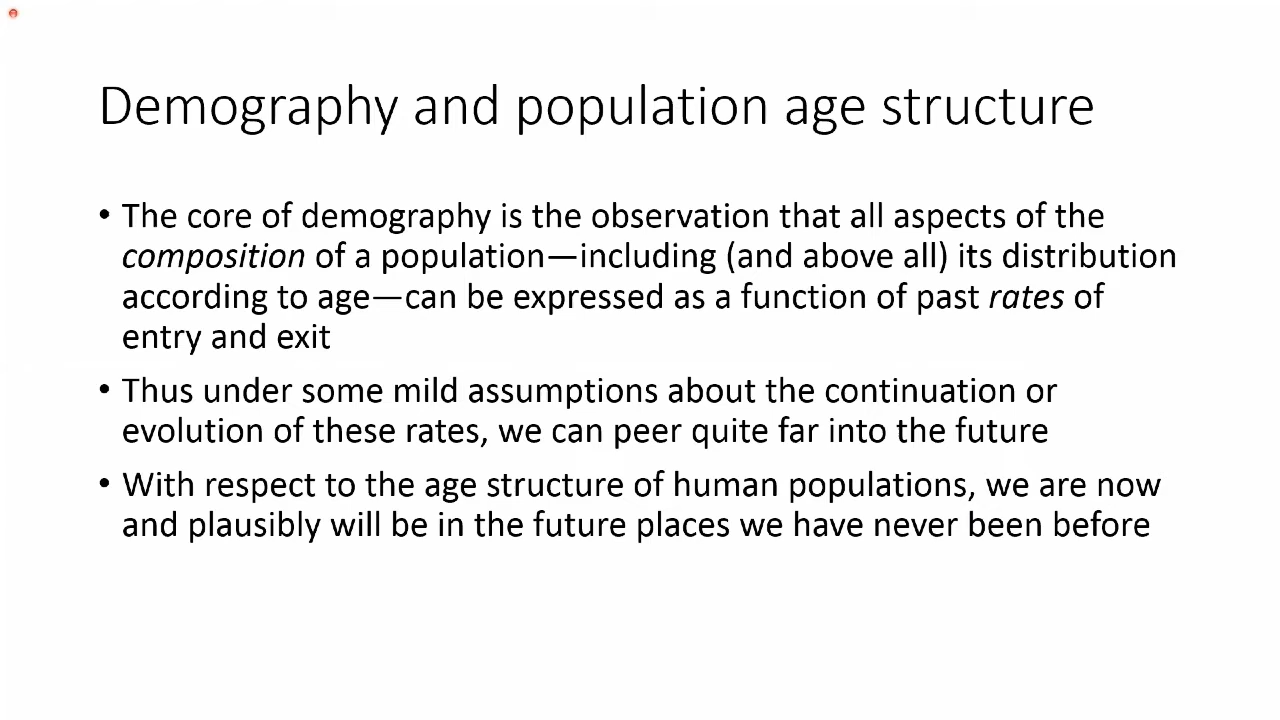 Demography and population age structure
• The core of demography is the observation that all aspects of the
composition of a population—including (and above all) its distribution
according to age—can be expressed as a function of past rates of
entry and exit
• Thus under some mild assumptions about the continuation or
evolution of these rates, we can peer quite far into the future
• With respect to the age structure of human populations, we are now
and plausibly will be in the future places we have never been before